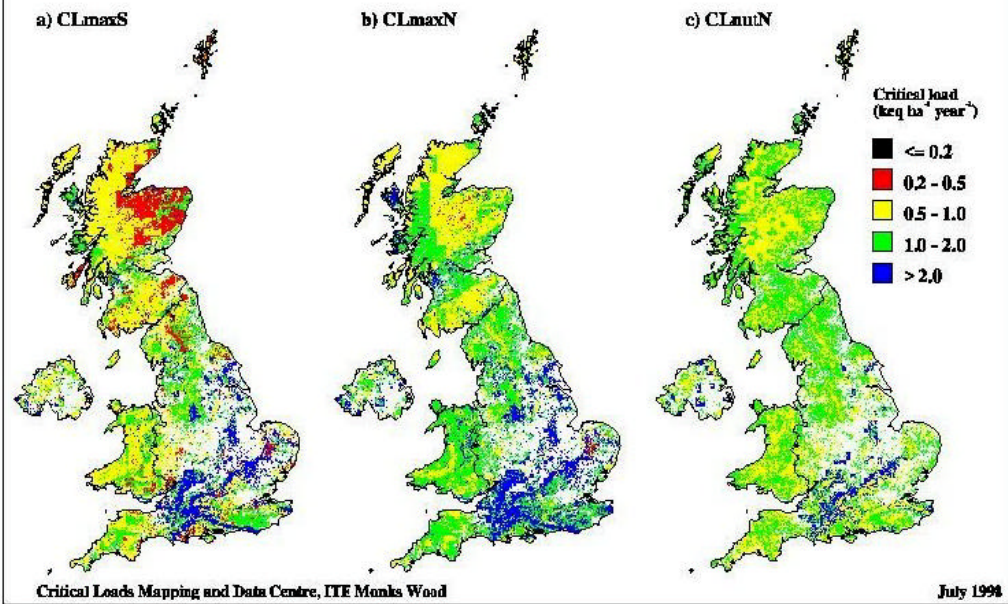 a) CLmaxS
b) CLmaxN
c) CLnutN
Critical load
(keq ha⁻¹ year⁻¹)
<= 0.2
0.2 - 0.5
0.5 - 1.0
1.0 - 2.0
> 2.0
Critical Loads Mapping and Data Centre, ITE Monks Wood
July 1998